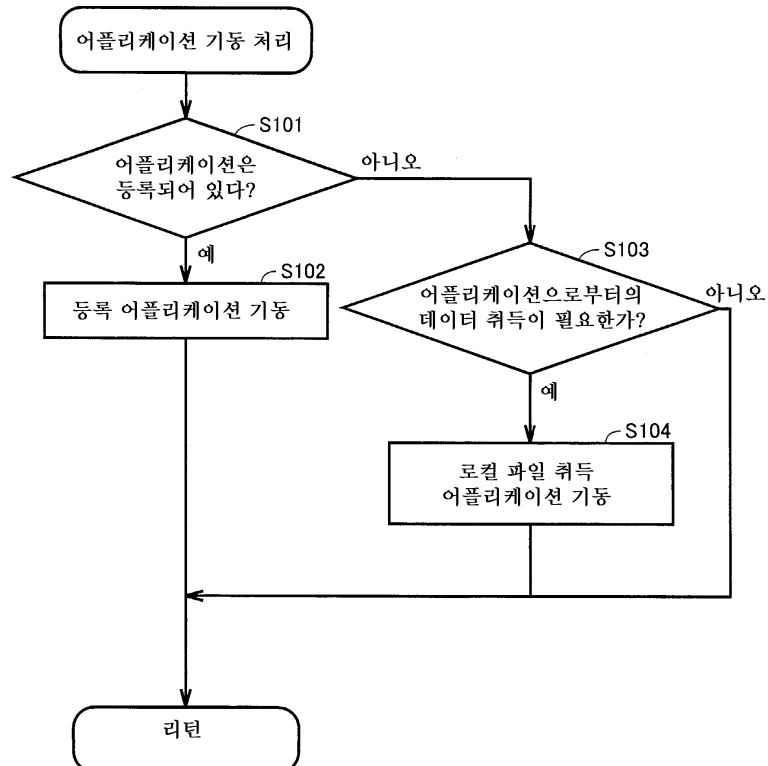 어플리케이션 기동 처리
S101
어플리케이션은
등록되어 있다?
아니오
예
S102
등록 어플리케이션 기동
S103
어플리케이션으로부터의
데이터 취득이 필요한가?
아니오
예
S104
로컬 파일 취득
어플리케이션 기동
리턴